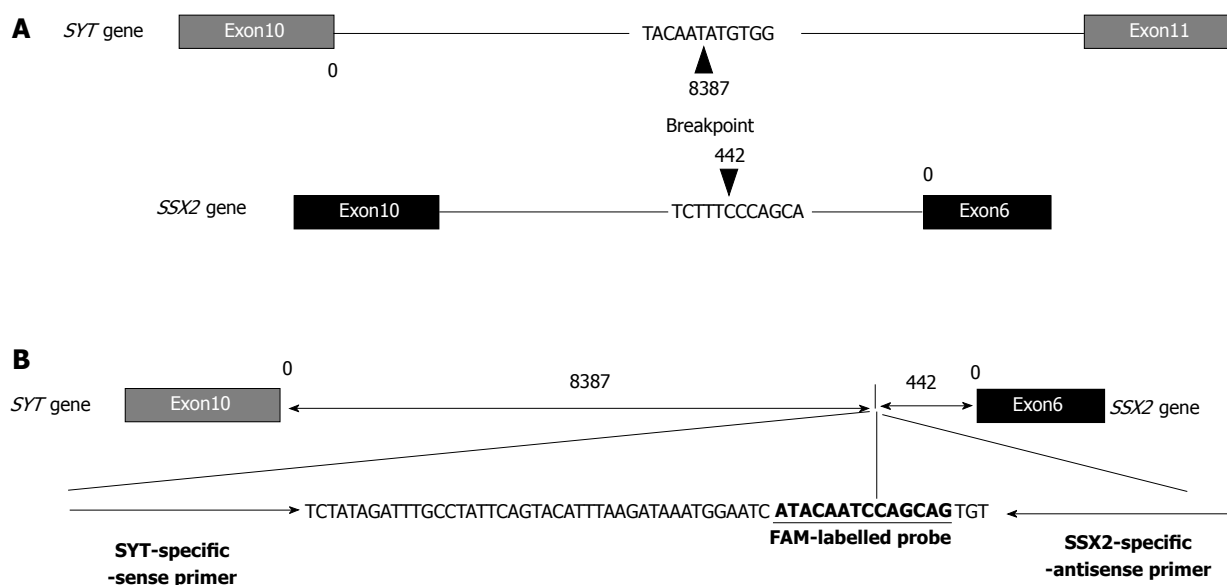 A
SYT gene
Exon10
TACAATATGTGG
Exon11
0
8387
Breakpoint
442
0
SSX2 gene
Exon10
TCTTTCCCAGCA
Exon6
B
0
8387
442
0
SYT gene
Exon10
Exon6
SSX2 gene
TCTATAGATTTGCCTATTCAGTACATTTAAGATAAATGGAATC ATACAATCCAGCAG TGT
FAM-labelled probe
SYT-specific
-sense primer
SSX2-specific
-antisense primer